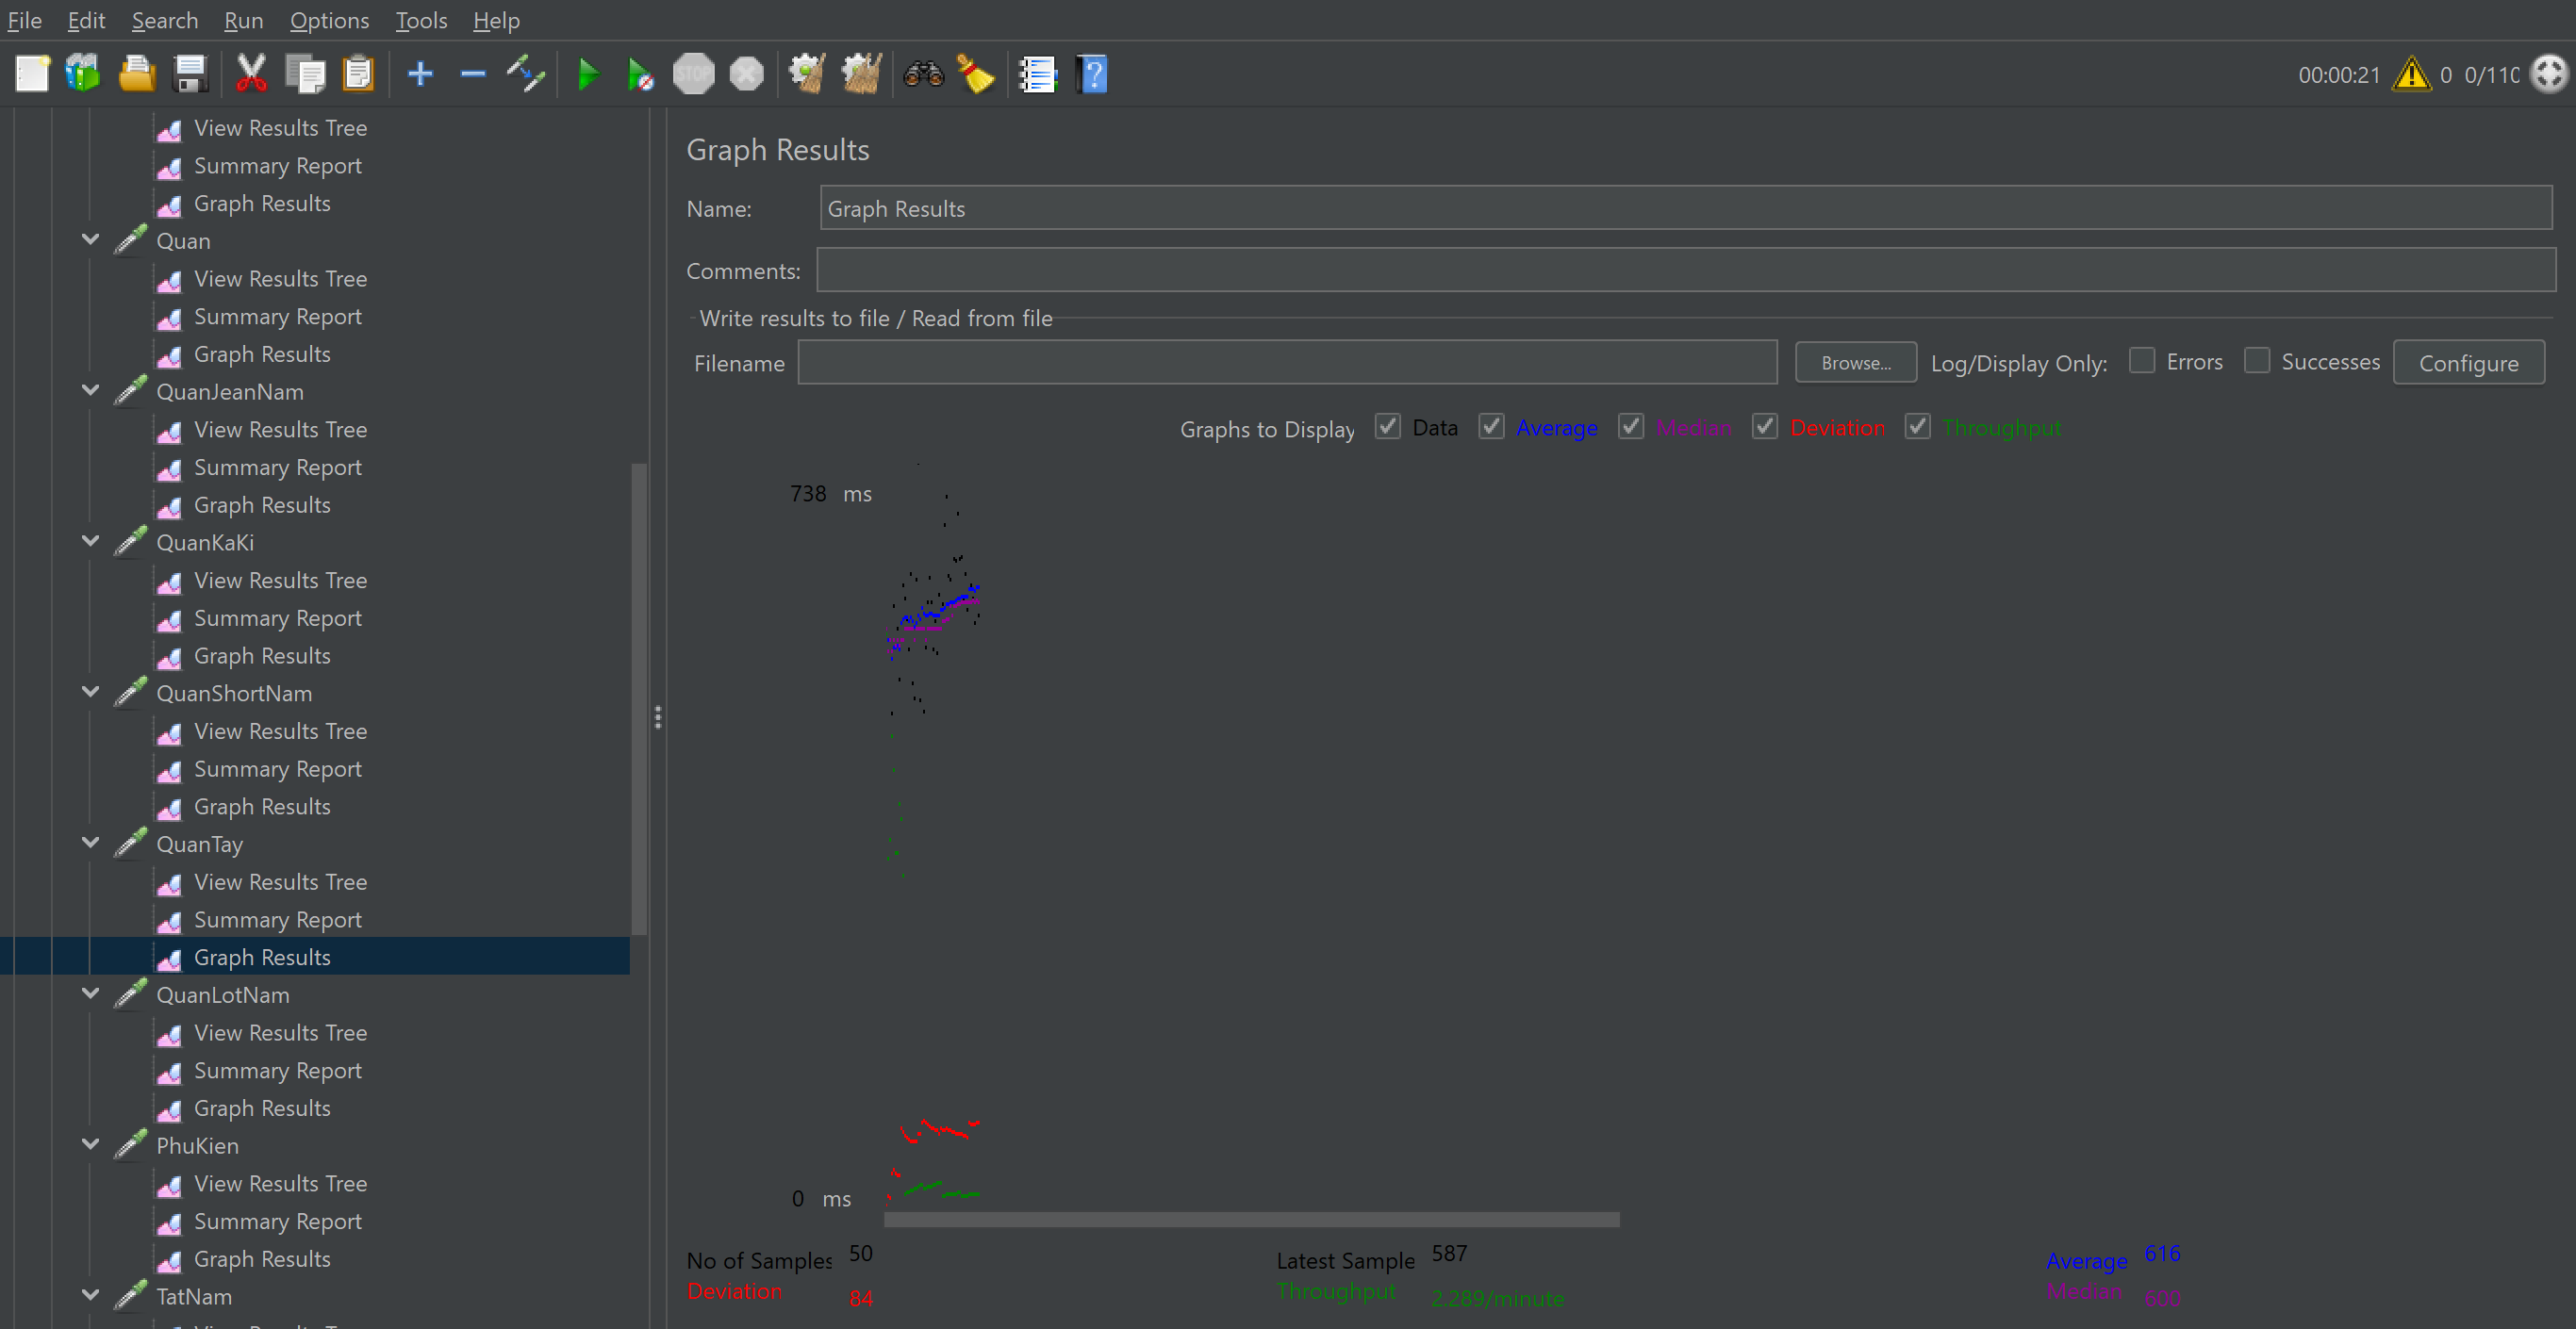 File Edit Search Run Options Tools Help
STOP
00:00:21 0 0/110
View Results Tree
Summary Report
Graph Results
Quan
View Results Tree
Summary Report
Graph Results
QuanJeanNam
View Results Tree
Summary Report
Graph Results
QuanKaKi
View Results Tree
Summary Report
Graph Results
QuanShortNam
View Results Tree
Summary Report
Graph Results
QuanTay
View Results Tree
Summary Report
Graph Results
QuanLotNam
View Results Tree
Summary Report
Graph Results
PhuKien
View Results Tree
Summary Report
Graph Results
TatNam
Graph Results
Name: Graph Results
Comments:
Write results to file / Read from file
Filename Browse... Log/Display Only: Errors Successes Configure
Graphs to Display Data Average Median Deviation Throughput
738 ms
0 ms
No of Samples 50 Latest Sample 587 Average 616
Deviation 84 Throughput 2.289/minute Median 600